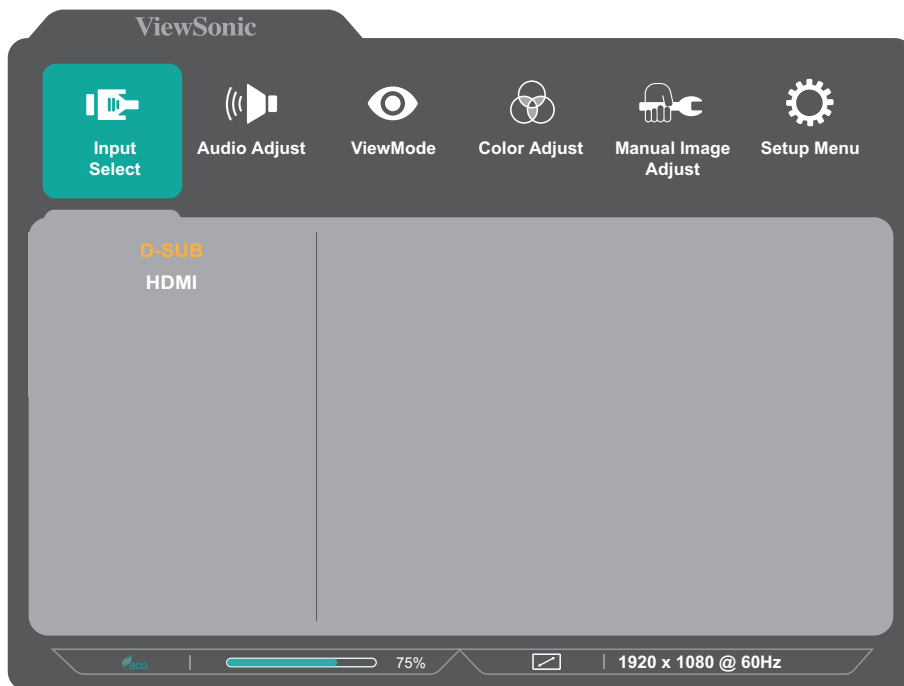 ViewSonic
Input
Select
Audio Adjust
ViewMode
Color Adjust
Manual Image
Adjust
Setup Menu
D-SUB
HDMI
eco
75%
1920 x 1080 @ 60Hz